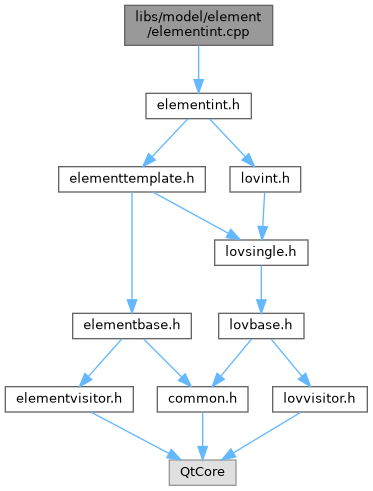 libs/model/element
/elementint.cpp
elementint.h
elementtemplate.h
lovint.h
lovsingle.h
elementbase.h
lovbase.h
elementvisitor.h
common.h
lovvisitor.h
QtCore